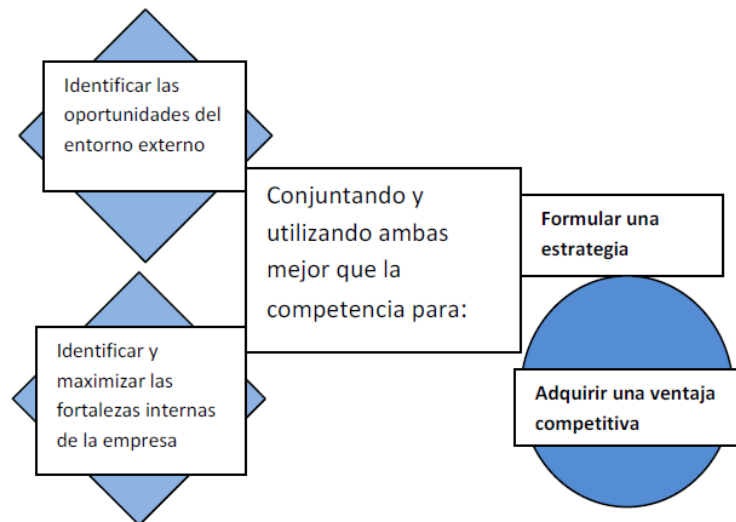 Identificar las
oportunidades del
entorno externo
Identificar y
maximizar las
fortalezas internas
de la empresa
Conjuntando y
utilizando ambas
mejor que la
competencia para:
Formular una
estrategia
Adquirir una ventaja
competitiva